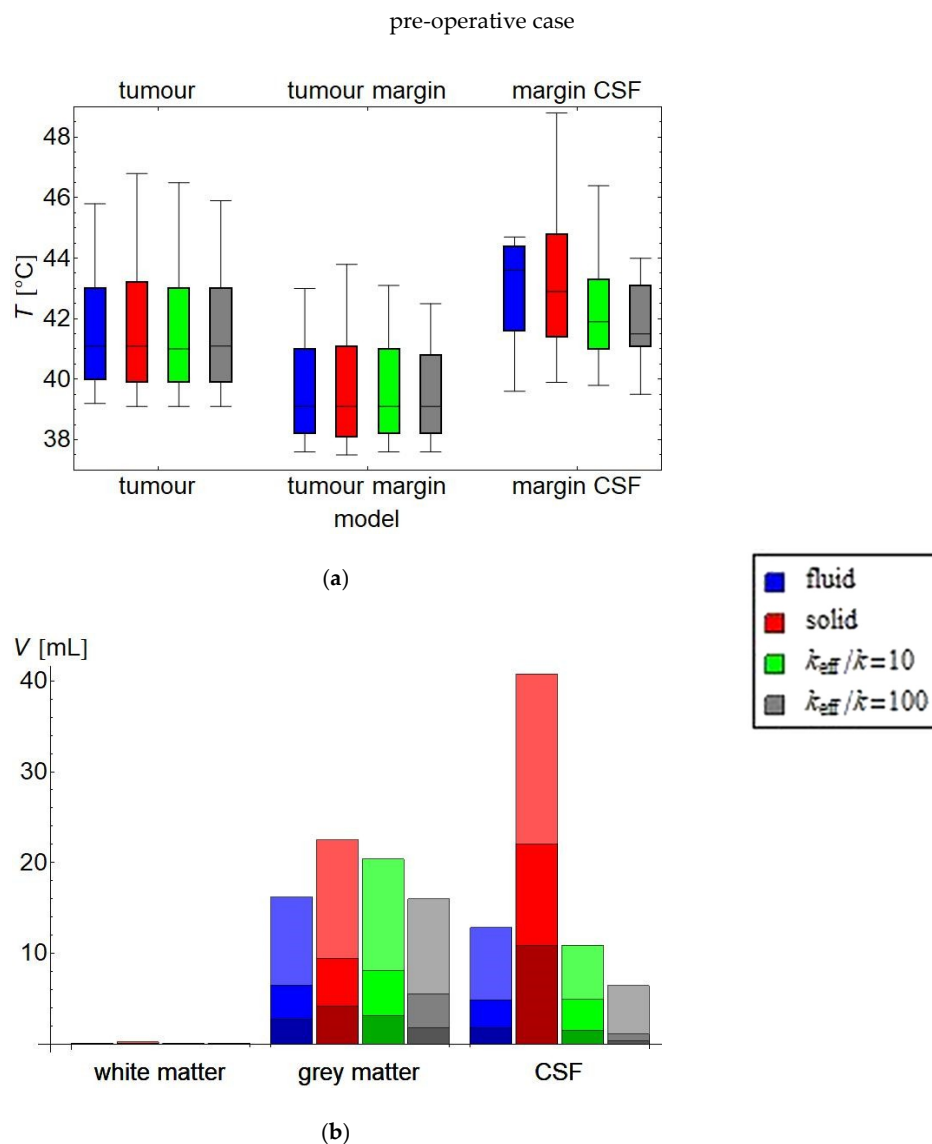 pre-operative case
tumour tumour margin margin CSF
48
46
44
42
40
38
T [°C]
tumour tumour margin margin CSF
model
(a)
fluid
solid
k̇eff/k̇=10
k̇eff/k̇=100
V [mL]
40
30
20
10
white matter grey matter CSF
(b)